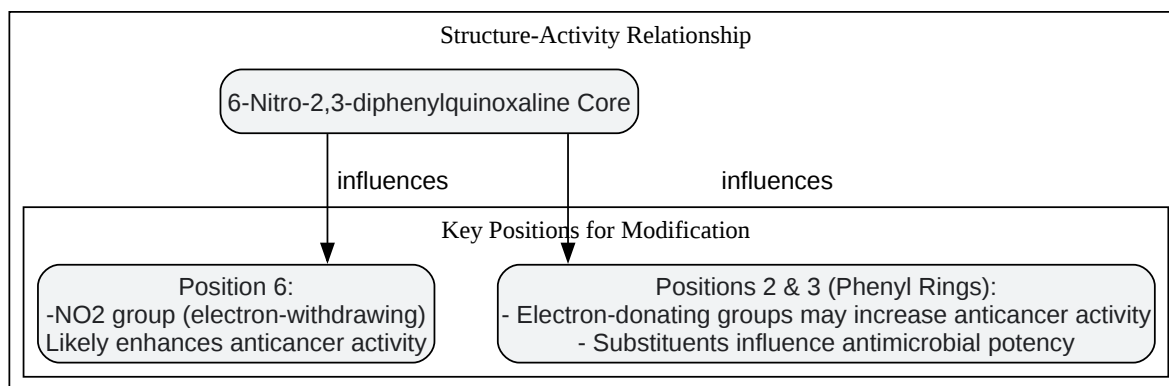 Structure-Activity Relationship
6-Nitro-2,3-diphenylquinoxaline Core
influences
influences
Key Positions for Modification
Position 6:
-NO2 group (electron-withdrawing)
Likely enhances anticancer activity
Positions 2 & 3 (Phenyl Rings):
- Electron-donating groups may increase anticancer activity
- Substituents influence antimicrobial potency